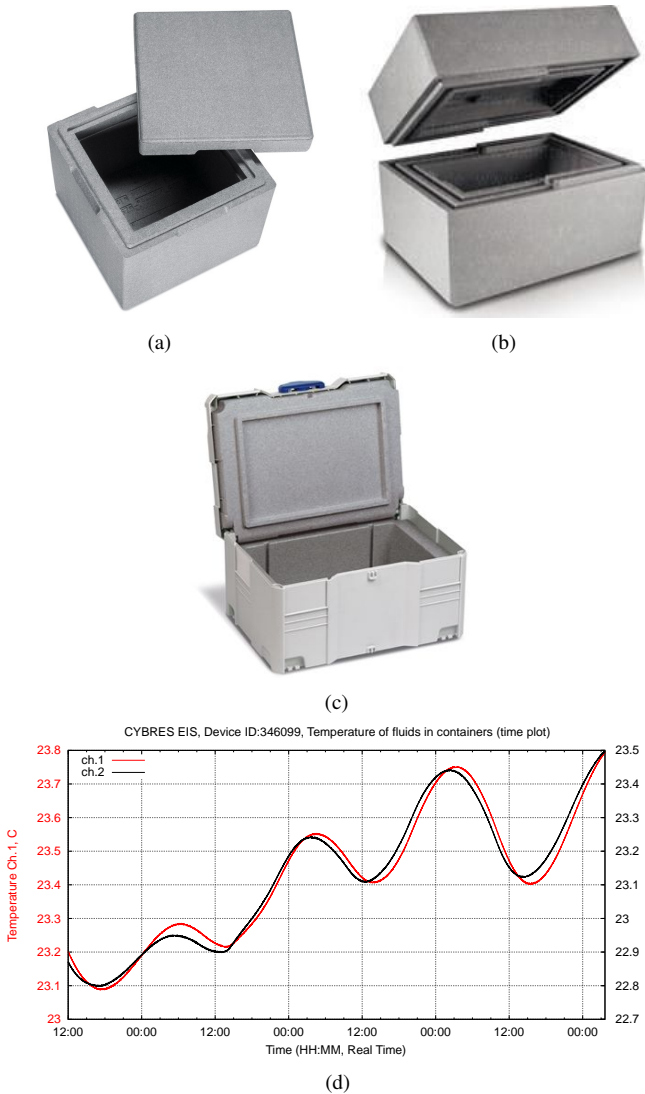 (a)
(b)
(c)
CYBRES EIS, Device ID:346099, Temperature of fluids in containers (time plot)
ch.1
ch.2
Temperature Ch.1, C
23.8
23.7
23.6
23.5
23.4
23.3
23.2
23.1
23
23.5
23.4
23.3
23.2
23.1
23
22.9
22.8
22.7
12:00 00:00 12:00 00:00 12:00 00:00 12:00 00:00
Time (HH:MM, Real Time)
(d)